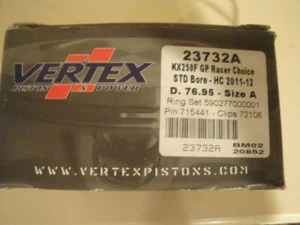 VERTEX
PISTON POWER
23732A
KX250F GP Racer Choice
STD Bore - HC 2011-12
D. 76.95 - Size A
Ring Set 590277000001
Pin 715441 - Clips 72106
23732A
BM02
20852
WWW.VERTEXPISTONS.COM